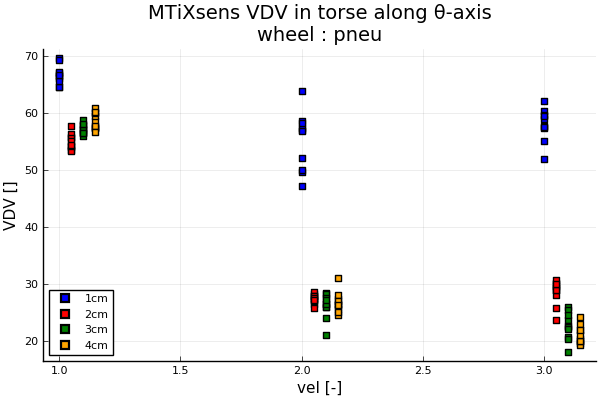 MTiXsens VDV in torse along θ-axis
wheel : pneu
VDV []
70
60
50
40
30
20
1cm
2cm
3cm
4cm
1.0
1.5
2.0
2.5
3.0
vel [-]